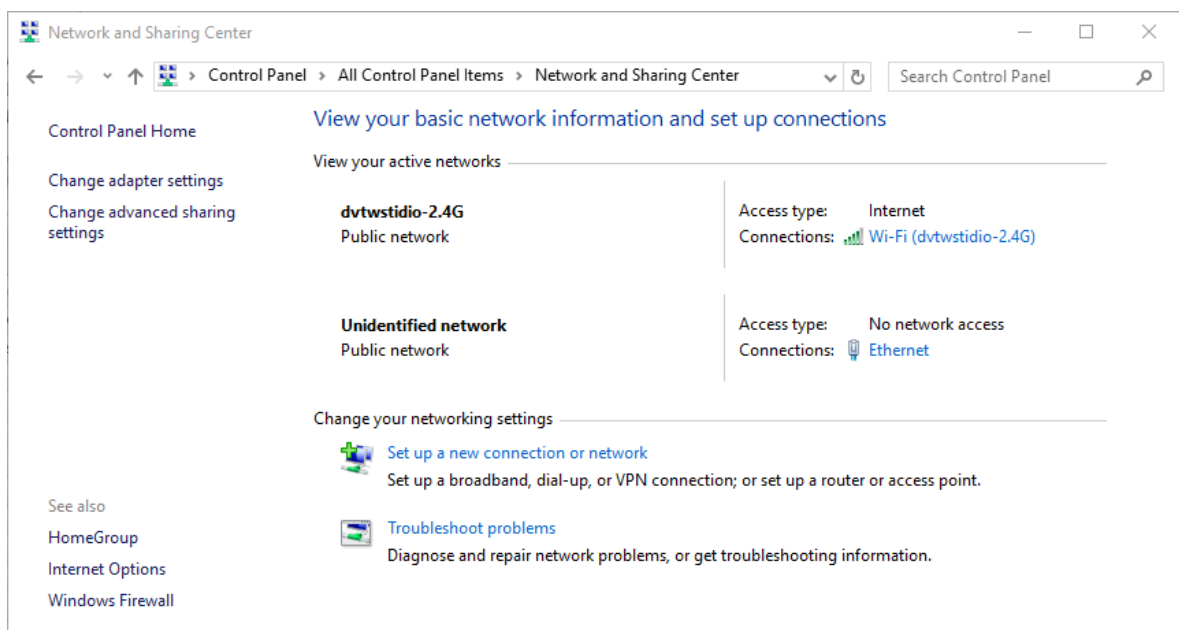 Network and Sharing Center
Control Panel > All Control Panel Items > Network and Sharing Center
Search Control Panel
Control Panel Home
Change adapter settings
Change advanced sharing
settings
View your basic network information and set up connections
View your active networks
dvtwstidio-2.4G
Public network
Access type: Internet
Connections: Wi-Fi (dvtwstidio-2.4G)
Unidentified network
Public network
Access type: No network access
Connections: Ethernet
Change your networking settings
Set up a new connection or network
Set up a broadband, dial-up, or VPN connection; or set up a router or access point.
Troubleshoot problems
Diagnose and repair network problems, or get troubleshooting information.
See also
HomeGroup
Internet Options
Windows Firewall